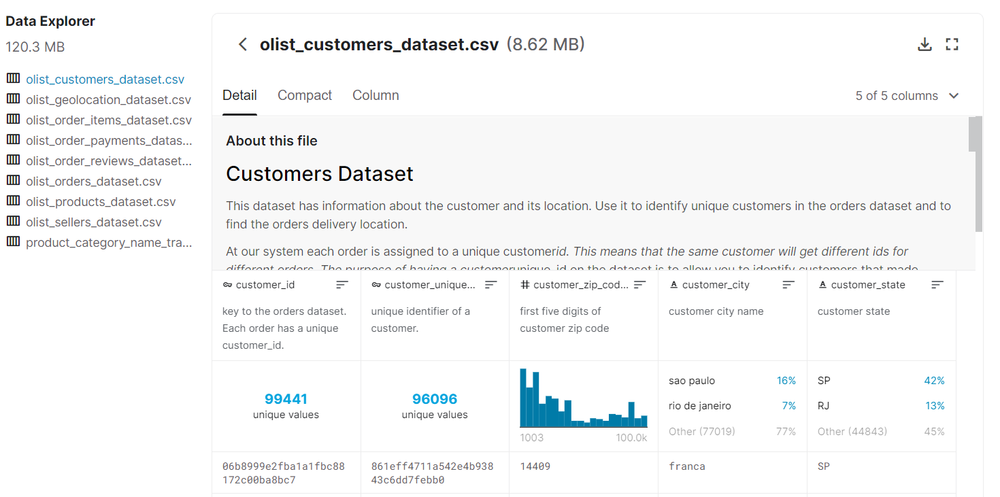 Data Explorer
120.3 MB
olist_customers_dataset.csv
olist_geolocation_dataset.csv
olist_order_items_dataset.csv
olist_order_payments_datas...
olist_order_reviews_dataset...
olist_orders_dataset.csv
olist_products_dataset.csv
olist_sellers_dataset.csv
product_category_name_tra...
olist_customers_dataset.csv (8.62 MB)
Detail Compact Column 5 of 5 columns
About this file
Customers Dataset
This dataset has information about the customer and its location. Use it to identify unique customers in the orders dataset and to
find the orders delivery location.
At our system each order is assigned to a unique customerid. This means that the same customer will get different ids for
different orders. The purpose of having a customerunique_id on the dataset is to allow you to identify customers that made
customer_id
key to the orders dataset.
Each order has a unique
customer_id.
customer_unique...
unique identifier of a
customer.
customer_zip_cod...
first five digits of
customer zip code
customer_city
customer city name
customer_state
customer state
99441
unique values
96096
unique values
1003 100.0k
sao paulo 16%
rio de janeiro 7%
Other (77019) 77%
SP 42%
RJ 13%
Other (44843) 45%
06b8999e2fba1a1fbc88
172c00ba8bc7
861eff4711a542e4b938
43c6dd7febb0
14409
franca
SP